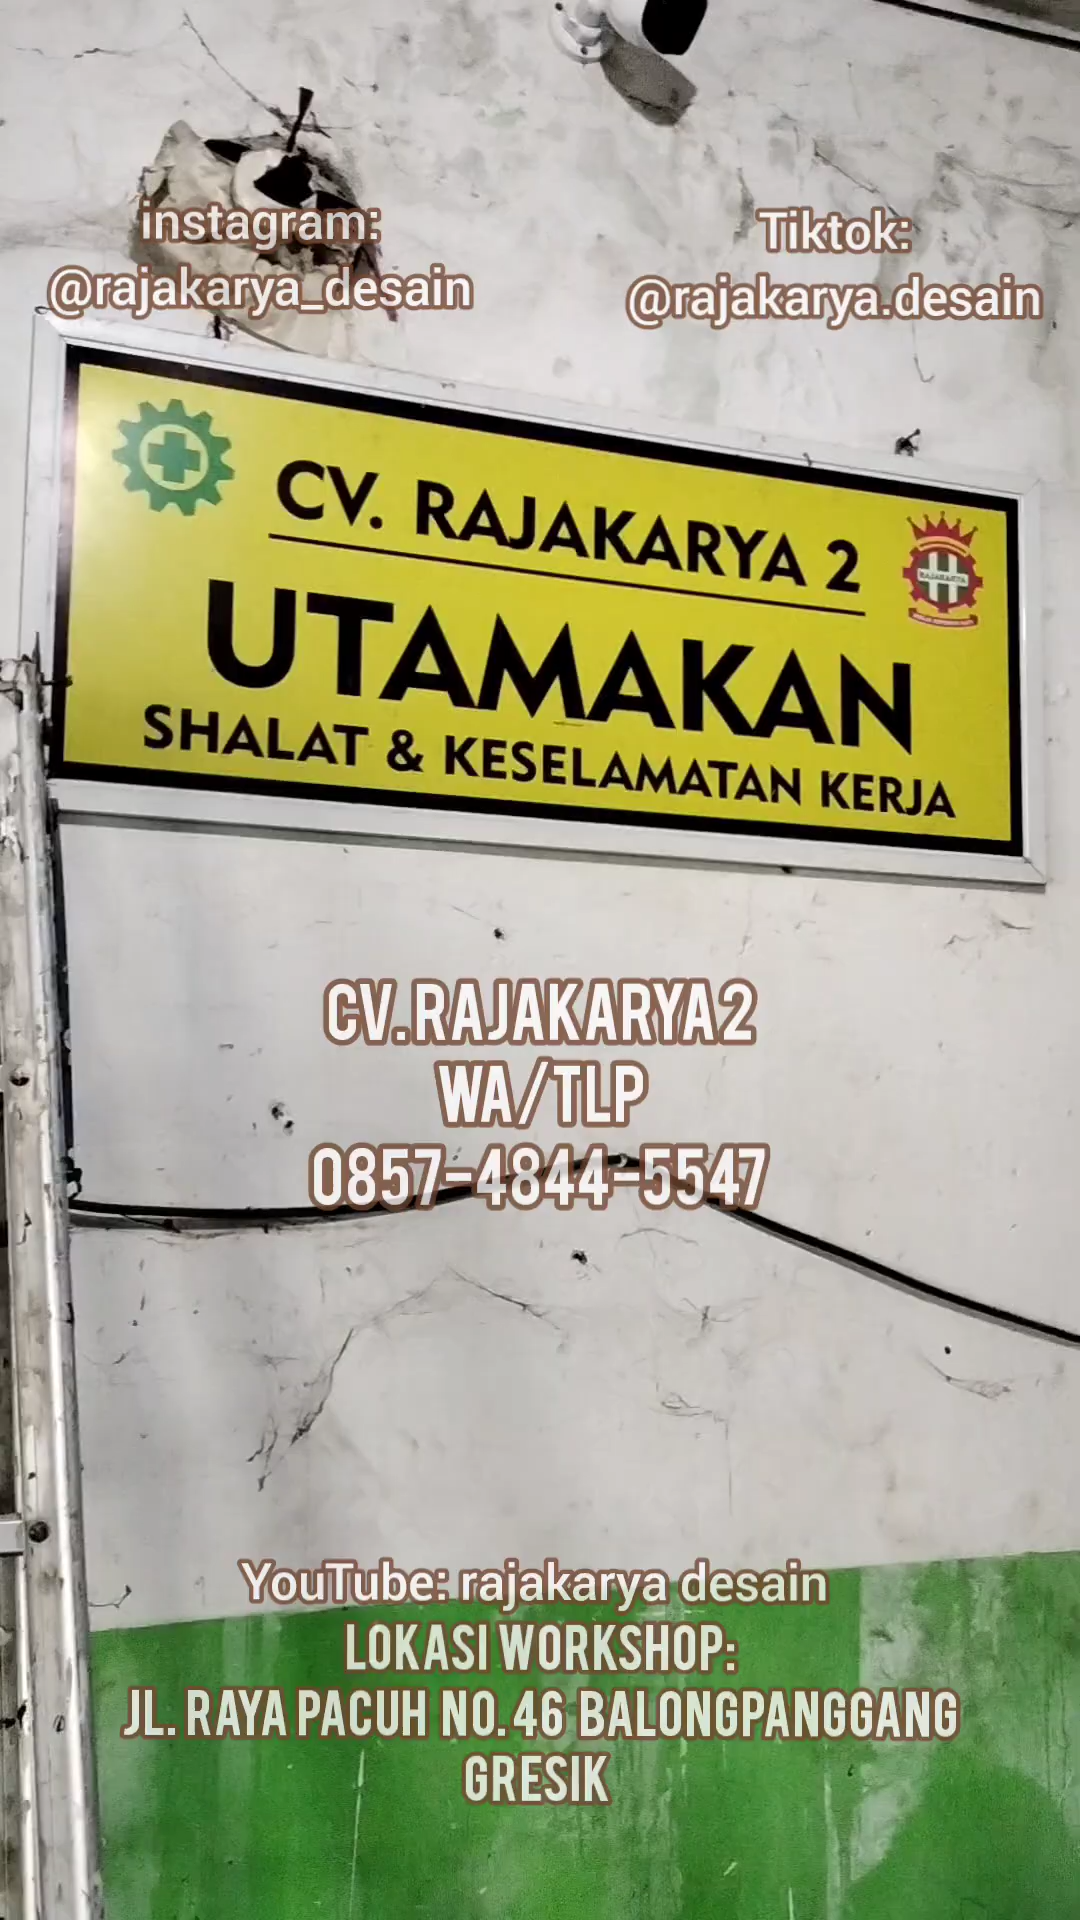 instagram:
@rajakarya_desain
Tiktok:
@rajakarya.desain
CV. RAJAKARYA 2
RAJAKARYA
UTAMAKAN
SHALAT & KESELAMATAN KERJA
CV.RAJAKARYA2
WA/TLP
0857-4844-5547
YouTube: rajakarya desain
LOKASI WORKSHOP:
JL. RAYA PACUH NO.46 BALONGPANGGANG
GRESIK